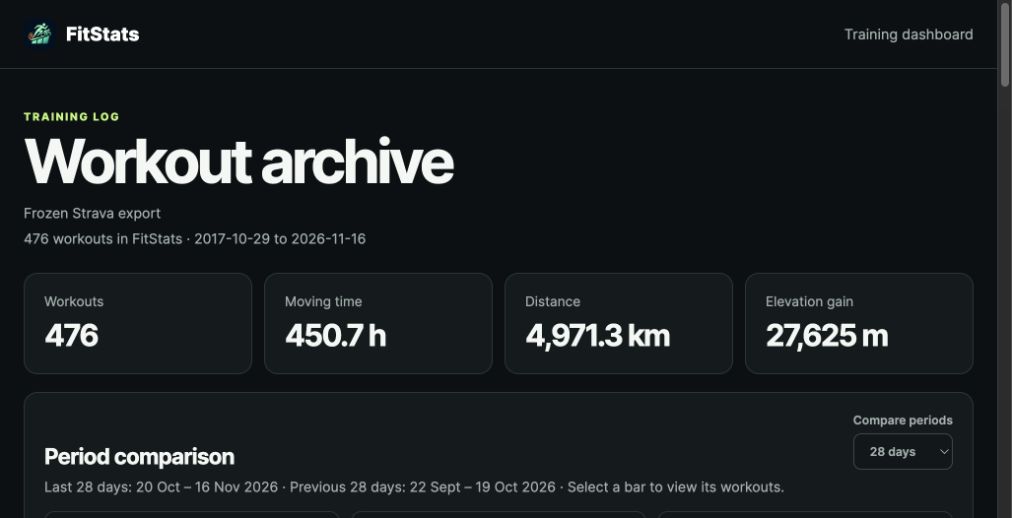 FitStats
Training dashboard
TRAINING LOG
Workout archive
Frozen Strava export
476 workouts in FitStats · 2017-10-29 to 2026-11-16
Workouts
476
Moving time
450.7 h
Distance
4,971.3 km
Elevation gain
27,625 m
Compare periods
28 days
Period comparison
Last 28 days: 20 Oct – 16 Nov 2026 · Previous 28 days: 22 Sept – 19 Oct 2026 · Select a bar to view its workouts.